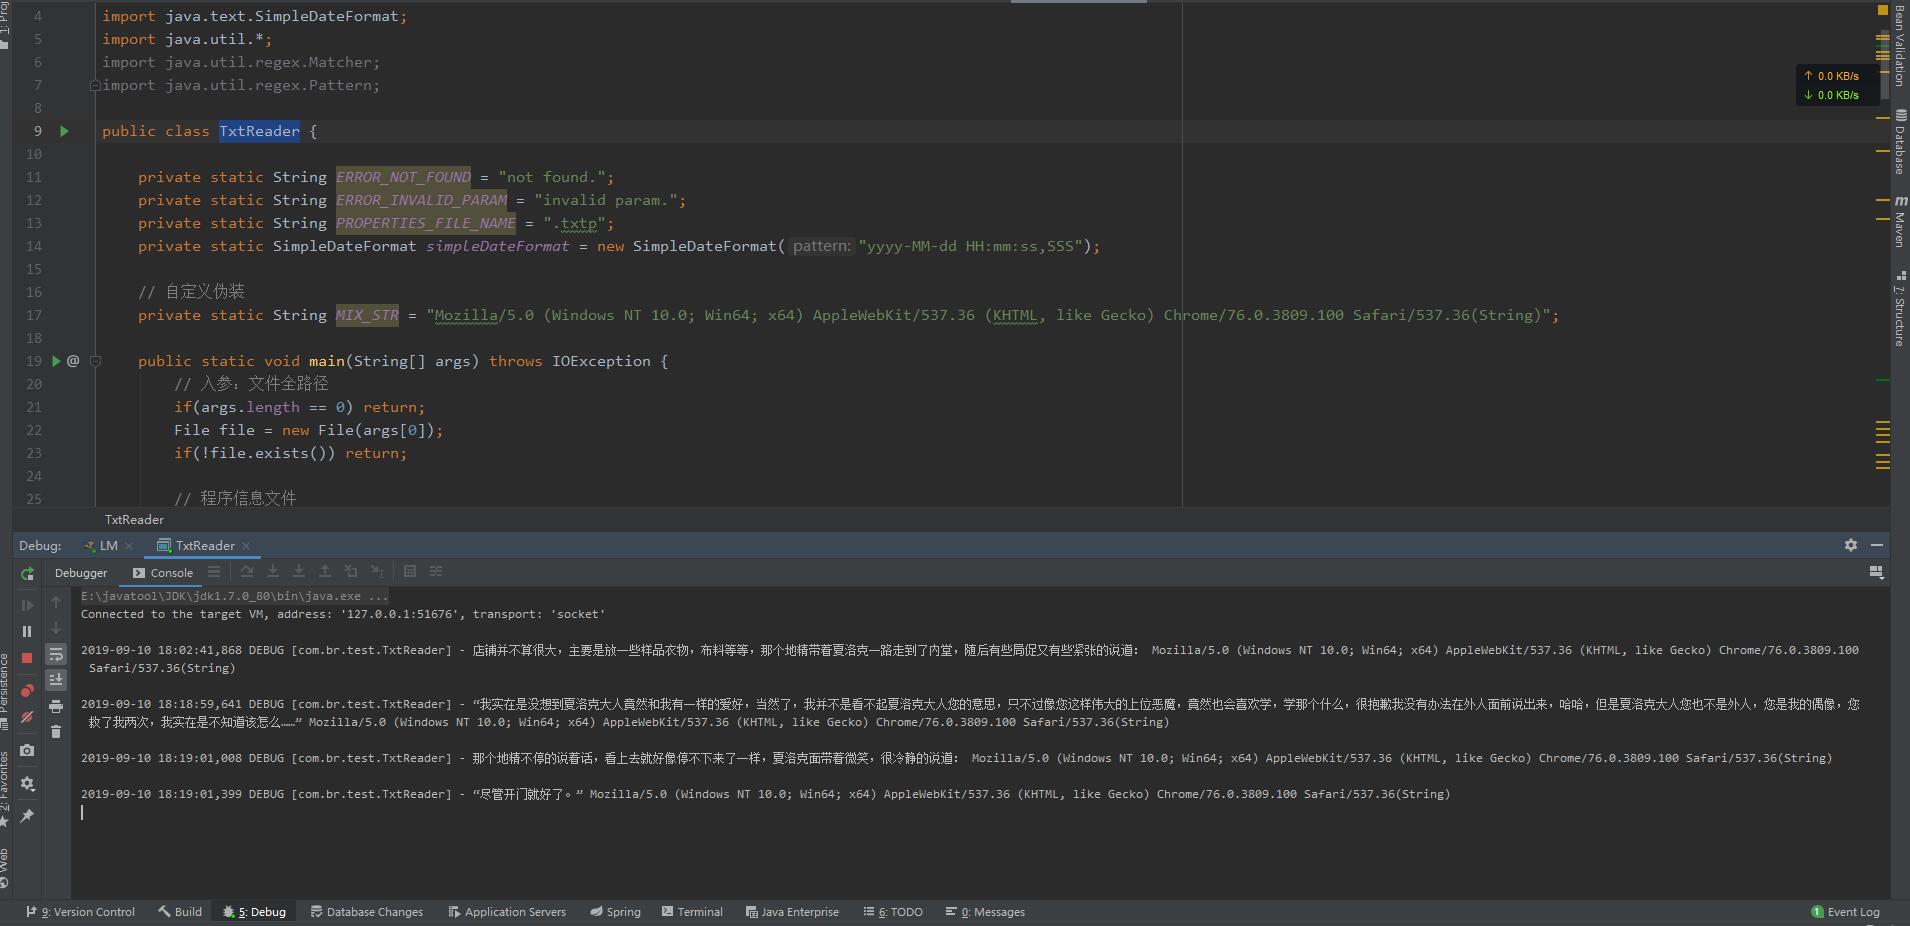 1: Proj
4 import java.text.SimpleDateFormat;
5 import java.util.*;
6 import java.util.regex.Matcher;
7 import java.util.regex.Pattern;
8
9 public class TxtReader {
10
11 private static String ERROR_NOT_FOUND = "not found.";
12 private static String ERROR_INVALID_PARAM = "invalid param.";
13 private static String PROPERTIES_FILE_NAME = ".txtp";
14 private static SimpleDateFormat simpleDateFormat = new SimpleDateFormat( pattern: "yyyy-MM-dd HH:mm:ss,SSS");
15
16 // 自定义伪装
17 private static String MIX_STR = "Mozilla/5.0 (Windows NT 10.0; Win64; x64) AppleWebKit/537.36 (KHTML, like Gecko) Chrome/76.0.3809.100 Safari/537.36(String)";
18
19 @ public static void main(String[] args) throws IOException {
20 // 入参：文件全路径
21 if(args.length == 0) return;
22 File file = new File(args[0]);
23 if(!file.exists()) return;
24
25 // 程序信息文件
↑ 0.0 KB/s
↓ 0.0 KB/s
Bean Validation
Database
m Maven
7: Structure
TxtReader
Debug: LM × TxtReader ×
Debugger Console
E:\javatool\JDK\jdk1.7.0_80\bin\java.exe ...
Connected to the target VM, address: '127.0.0.1:51676', transport: 'socket'
2019-09-10 18:02:41,868 DEBUG [com.br.test.TxtReader] - 店铺并不算很大，主要是放一些样品衣物，布料等等，那个地精带着夏洛克一路走到了内堂，随后有些局促又有些紧张的说道： Mozilla/5.0 (Windows NT 10.0; Win64; x64) AppleWebKit/537.36 (KHTML, like Gecko) Chrome/76.0.3809.100
Safari/537.36(String)
2019-09-10 18:18:59,641 DEBUG [com.br.test.TxtReader] - “我实在是没想到夏洛克大人竟然和我有一样的爱好，当然了，我并不是看不起夏洛克大人您的意思，只不过像您这样伟大的上位恶魔，竟然也会喜欢学，学那个什么，很抱歉我没有办法在外人面前说出来，哈哈，但是夏洛克大人您也不是外人，您是我的偶像，您
救了我两次，我实在是不知道该怎么……” Mozilla/5.0 (Windows NT 10.0; Win64; x64) AppleWebKit/537.36 (KHTML, like Gecko) Chrome/76.0.3809.100 Safari/537.36(String)
2019-09-10 18:19:01,008 DEBUG [com.br.test.TxtReader] - 那个地精不停的说着话，看上去就好像停不下来了一样，夏洛克面带着微笑，很冷静的说道： Mozilla/5.0 (Windows NT 10.0; Win64; x64) AppleWebKit/537.36 (KHTML, like Gecko) Chrome/76.0.3809.100 Safari/537.36(String)
2019-09-10 18:19:01,399 DEBUG [com.br.test.TxtReader] - “尽管开门就好了。” Mozilla/5.0 (Windows NT 10.0; Win64; x64) AppleWebKit/537.36 (KHTML, like Gecko) Chrome/76.0.3809.100 Safari/537.36(String)
Persistence
2: Favorites
Web
9: Version Control Build 5: Debug Database Changes Application Servers Spring Terminal Java Enterprise 6: TODO 0: Messages 1 Event Log